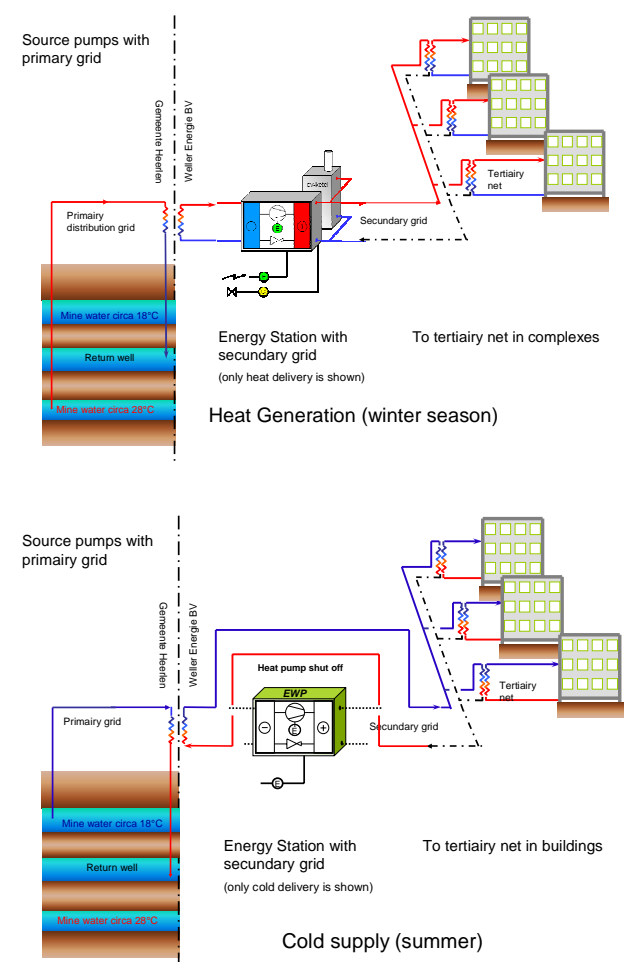 Source pumps with
primary grid
Gemeente Heerlen
Weller Energie BV
cv-ketel
Primairy
distribution grid
E
Secundary grid
Tertiairy
net
Mine water circa 18°C
Return well
Mine water circa 28°C
Energy Station with
secundary grid
(only heat delivery is shown)
To tertiairy net in complexes
Heat Generation (winter season)
Source pumps with
primairy grid
Gemeente Heerlen
Weller Energie BV
Heat pump shut off
EWP
Primairy grid
E
Secundary grid
Tertiairy
net
E
Mine water circa 18°C
Return well
Mine water circa 28°C
Energy Station with
secundary grid
(only cold delivery is shown)
To tertiairy net in buildings
Cold supply (summer)